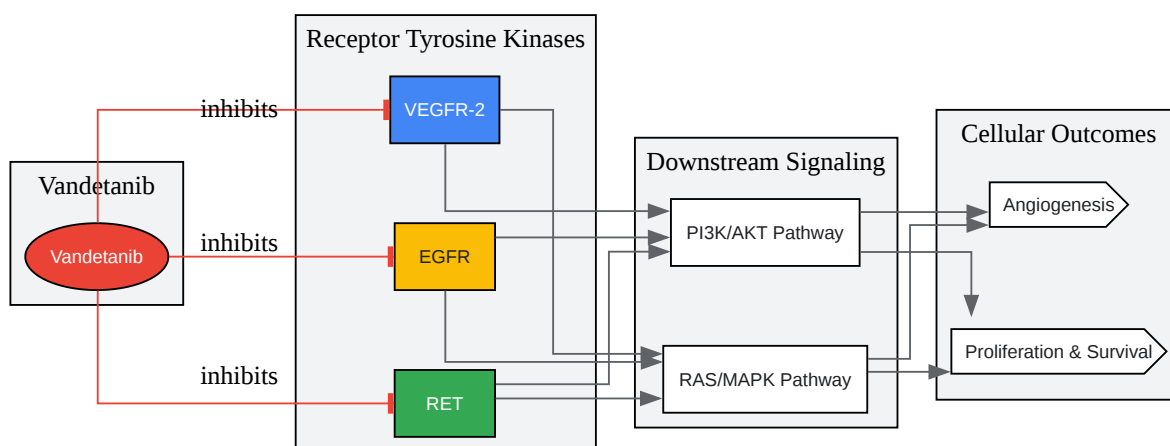 Receptor Tyrosine Kinases
inhibits
VEGFR-2
Vandetanib
Vandetanib
inhibits
EGFR
inhibits
RET
Downstream Signaling
PI3K/AKT Pathway
RAS/MAPK Pathway
Cellular Outcomes
Angiogenesis
Proliferation & Survival